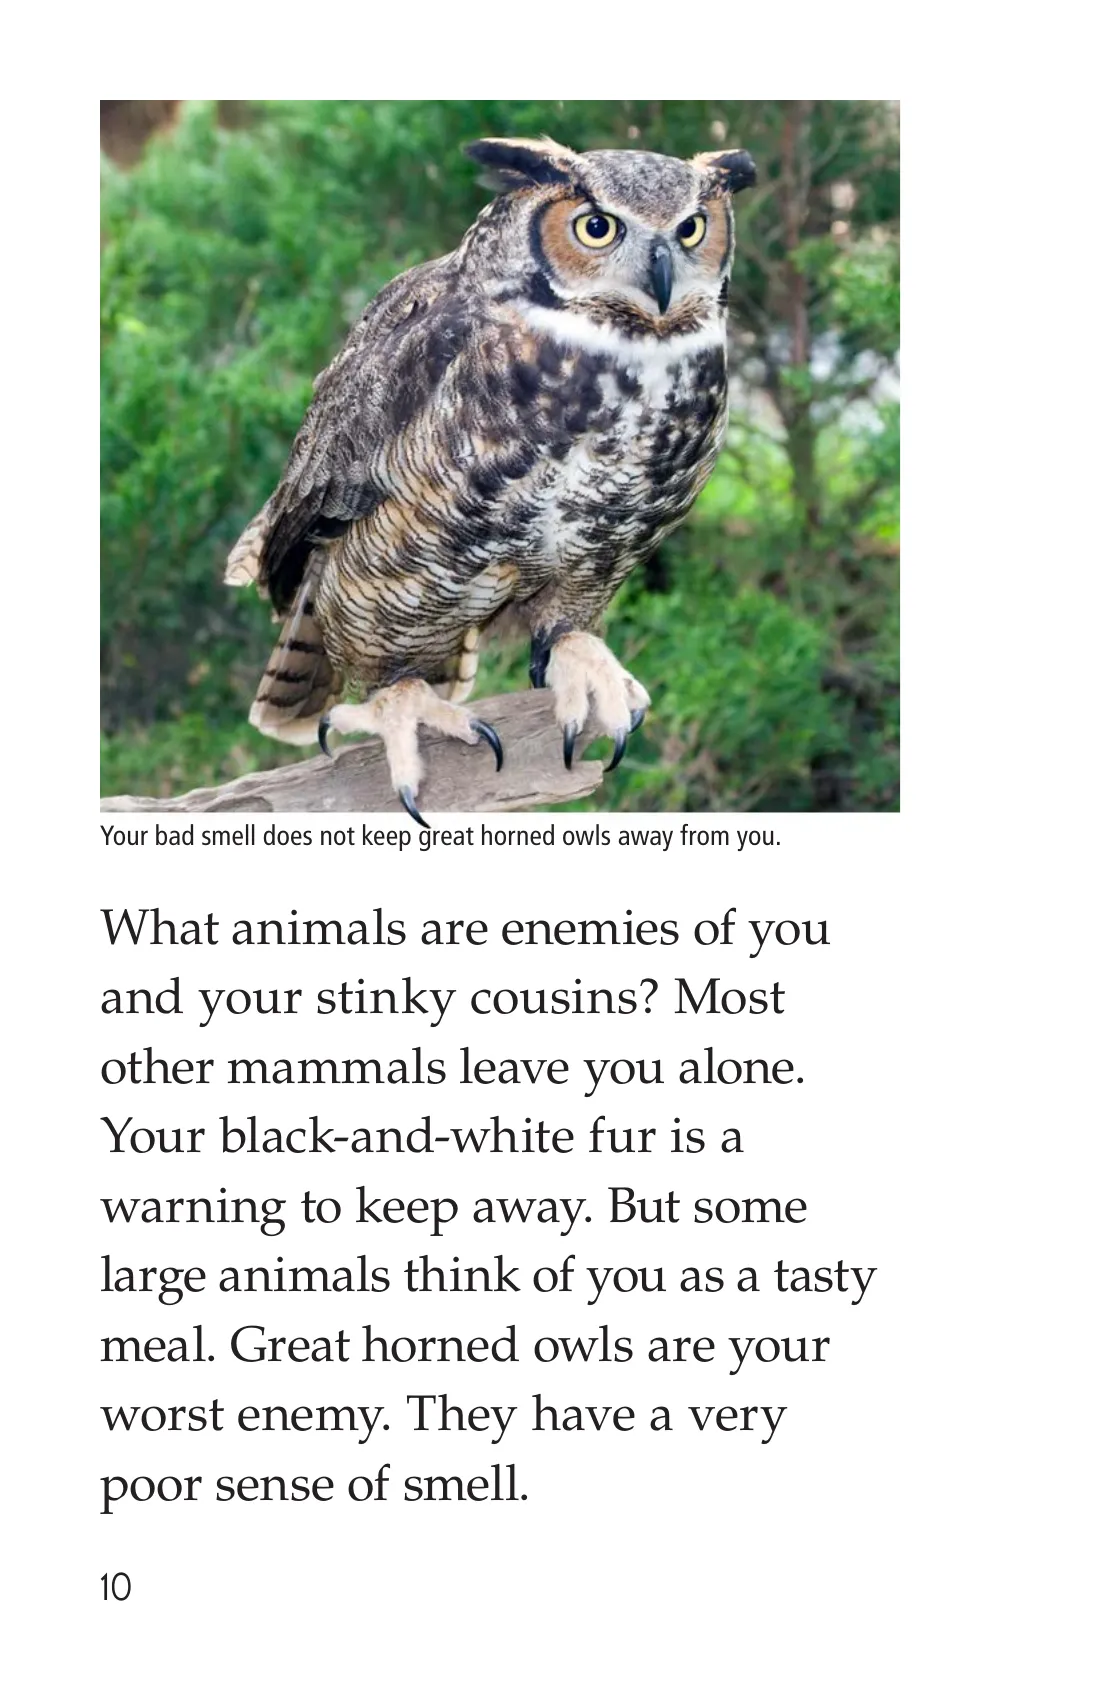 Your bad smell does not keep great horned owls away from you.
What animals are enemies of you
and your stinky cousins? Most
other mammals leave you alone.
Your black-and-white fur is a
warning to keep away. But some
large animals think of you as a tasty
meal. Great horned owls are your
worst enemy. They have a very
poor sense of smell.
10